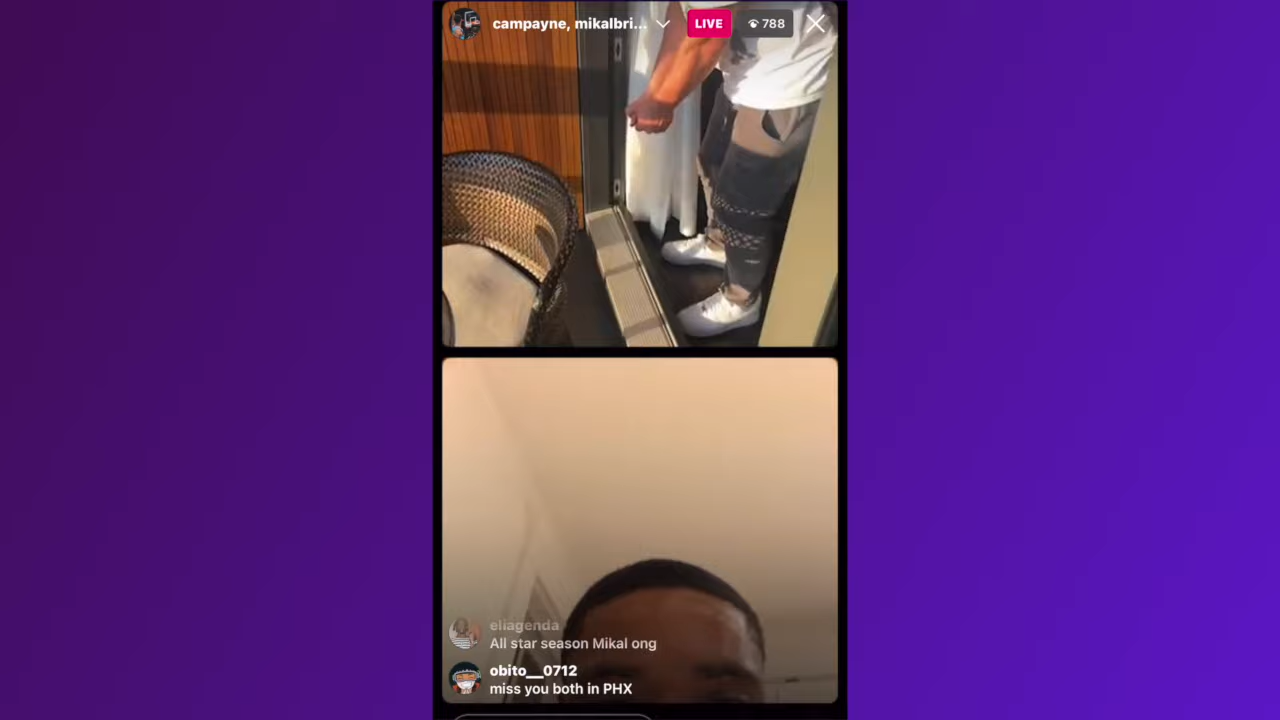 campayne, mikalbri...
LIVE
788
eliagenda
All star season Mikal ong
obito__0712
miss you both in PHX